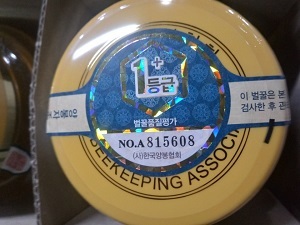 1+등급
벌꿀품질평가
NO.A 815608
(사)한국양봉협회
이 벌꿀은 본
검사한 후 관
BEEKEEPING ASSOC